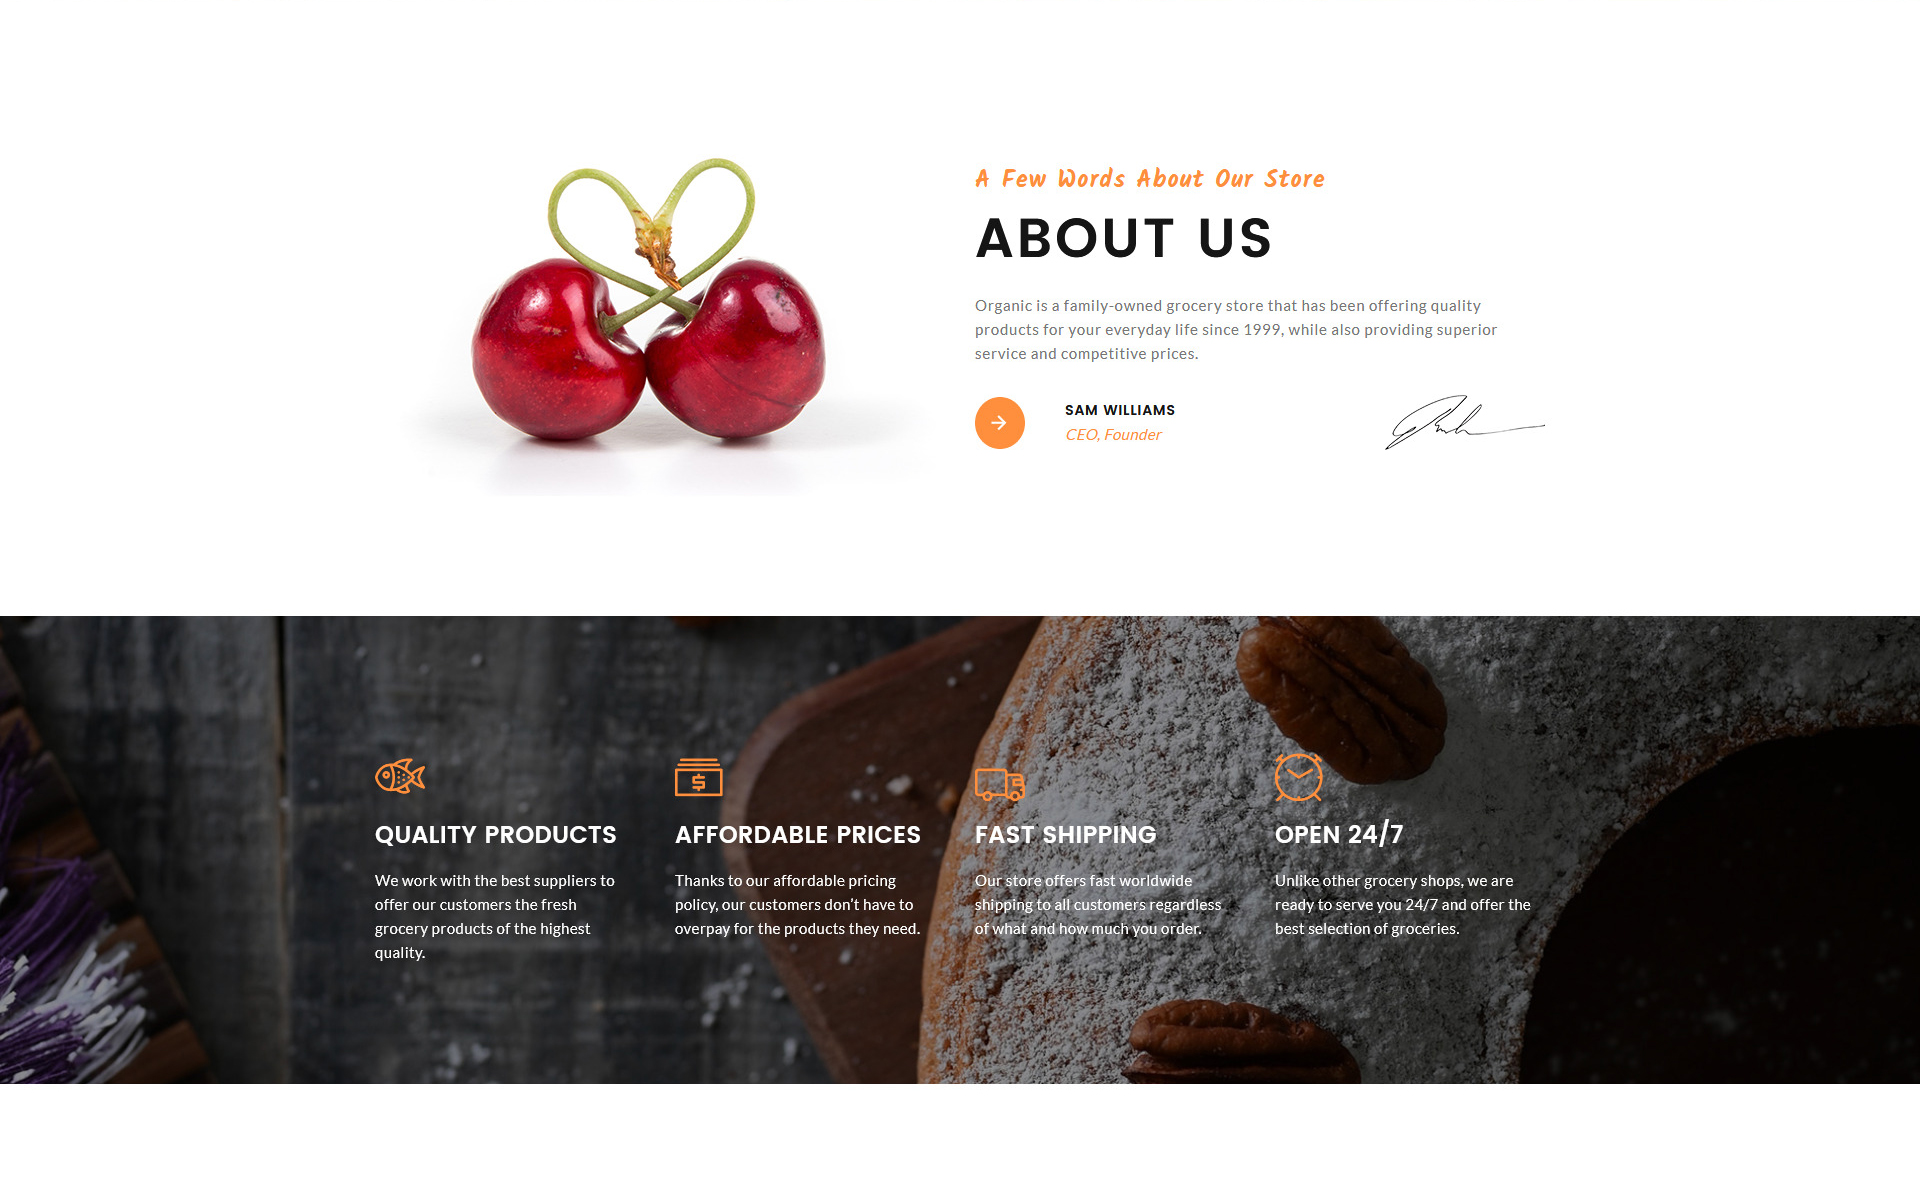 A Few Words About Our Store
ABOUT US
Organic is a family-owned grocery store that has been offering quality
products for your everyday life since 1999, while also providing superior
service and competitive prices.
SAM WILLIAMS
CEO, Founder
QUALITY PRODUCTS
We work with the best suppliers to
offer our customers the fresh
grocery products of the highest
quality.
AFFORDABLE PRICES
Thanks to our affordable pricing
policy, our customers don't have to
overpay for the products they need.
FAST SHIPPING
Our store offers fast worldwide
shipping to all customers regardless
of what and how much you order.
OPEN 24/7
Unlike other grocery shops, we are
ready to serve you 24/7 and offer the
best selection of groceries.